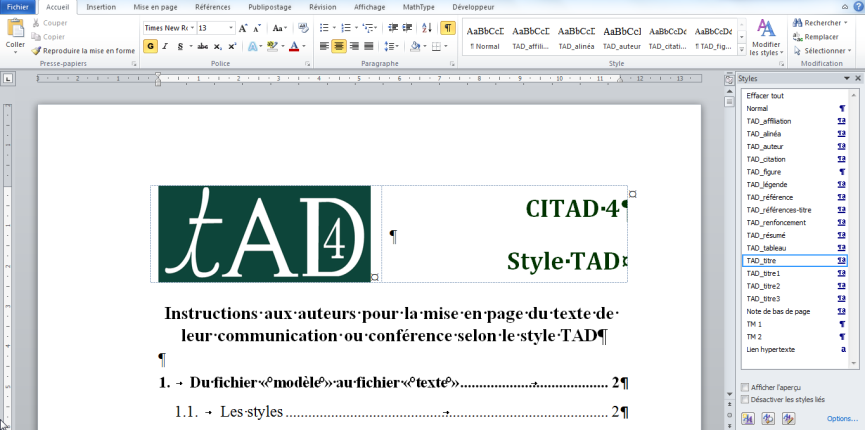 Fichier Accueil Insertion Mise en page Références Publipostage Révision Affichage MathType Développeur
Coller
Couper
Copier
Reproduire la mise en forme
Presse-papiers
Times New Ro 13
G I S abc x₂ x²
Police
Paragraphe
AaBbCcI AaBbCcDc AaBbCcDc AaBbCcI AaBbCcDc AaBbCcDc
¶ Normal TAD_affili... TAD_alinéa TAD_auteur TAD_citati... ¶ TAD_fig...
Style
Modifier
les styles
Rechercher
Remplacer
Sélectionner
Modification
tAD 4
¶
CITAD·4¶
Style·TAD¤
Instructions·aux·auteurs·pour·la·mise·en·page·du·texte·de·
leur·communication·ou·conférence·selon·le·style·TAD¶
¶
1. → Du·fichier·«°modèle°»·au·fichier·«°texte°» → 2¶
1.1. → Les·styles → 2¶
Styles
Effacer tout
Normal ¶
TAD_affiliation
TAD_alinéa
TAD_auteur
TAD_citation
TAD_figure ¶
TAD_légende
TAD_référence
TAD_références-titre
TAD_renfoncement
TAD_résumé
TAD_tableau
TAD_titre
TAD_titre1
TAD_titre2
TAD_titre3
Note de bas de page
TM 1 ¶
TM 2 ¶
Lien hypertexte a
Afficher l'aperçu
Désactiver les styles liés
Options...